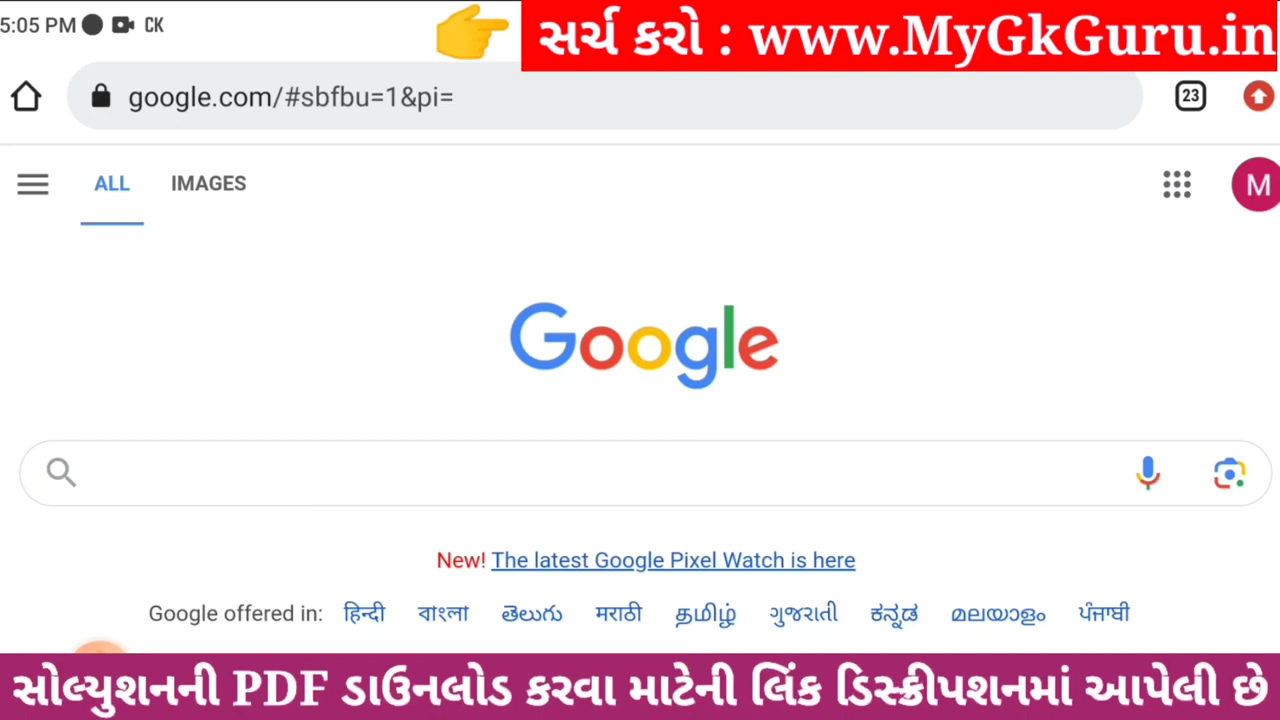 5:05 PM CK
સર્ચ કરો : www.MyGkGuru.in
google.com/#sbfbu=1&pi=
23
ALL IMAGES
M
Google
New! The latest Google Pixel Watch is here
Google offered in: हिन्दी বাংলা తెలుగు मराठी தமிழ் ગુજરાતી ಕನ್ನಡ മലയാളം ਪੰਜਾਬੀ
સોલ્યુશનની PDF ડાઉનલોડ કરવા માટેની લિંક ડિસ્ક્રીપશનમાં આપેલી છે